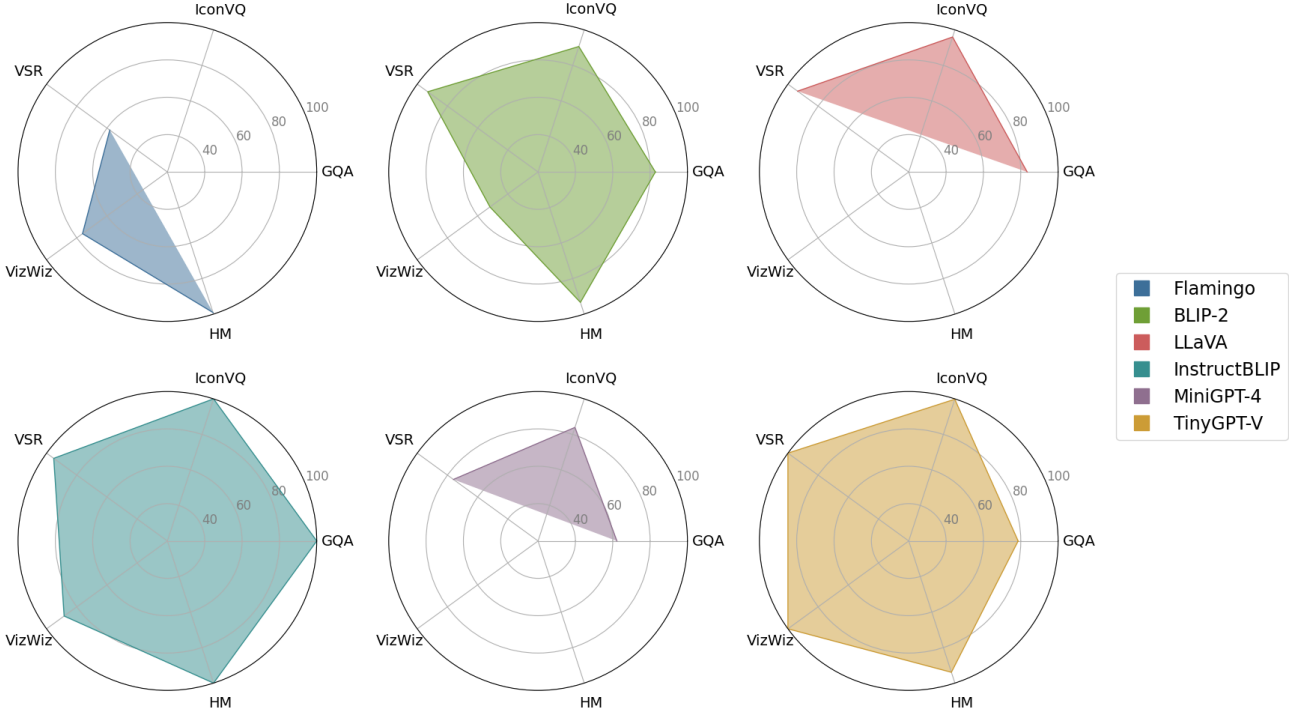 IconVQ
VSR
100
80
60
40
GQA
VizWiz
HM
IconVQ
VSR
100
80
60
40
GQA
VizWiz
HM
IconVQ
VSR
100
80
60
40
GQA
VizWiz
HM
Flamingo
BLIP-2
LLaVA
InstructBLIP
MiniGPT-4
TinyGPT-V
IconVQ
VSR
100
80
60
40
GQA
VizWiz
HM
IconVQ
VSR
100
80
60
40
GQA
VizWiz
HM
IconVQ
VSR
100
80
60
40
GQA
VizWiz
HM